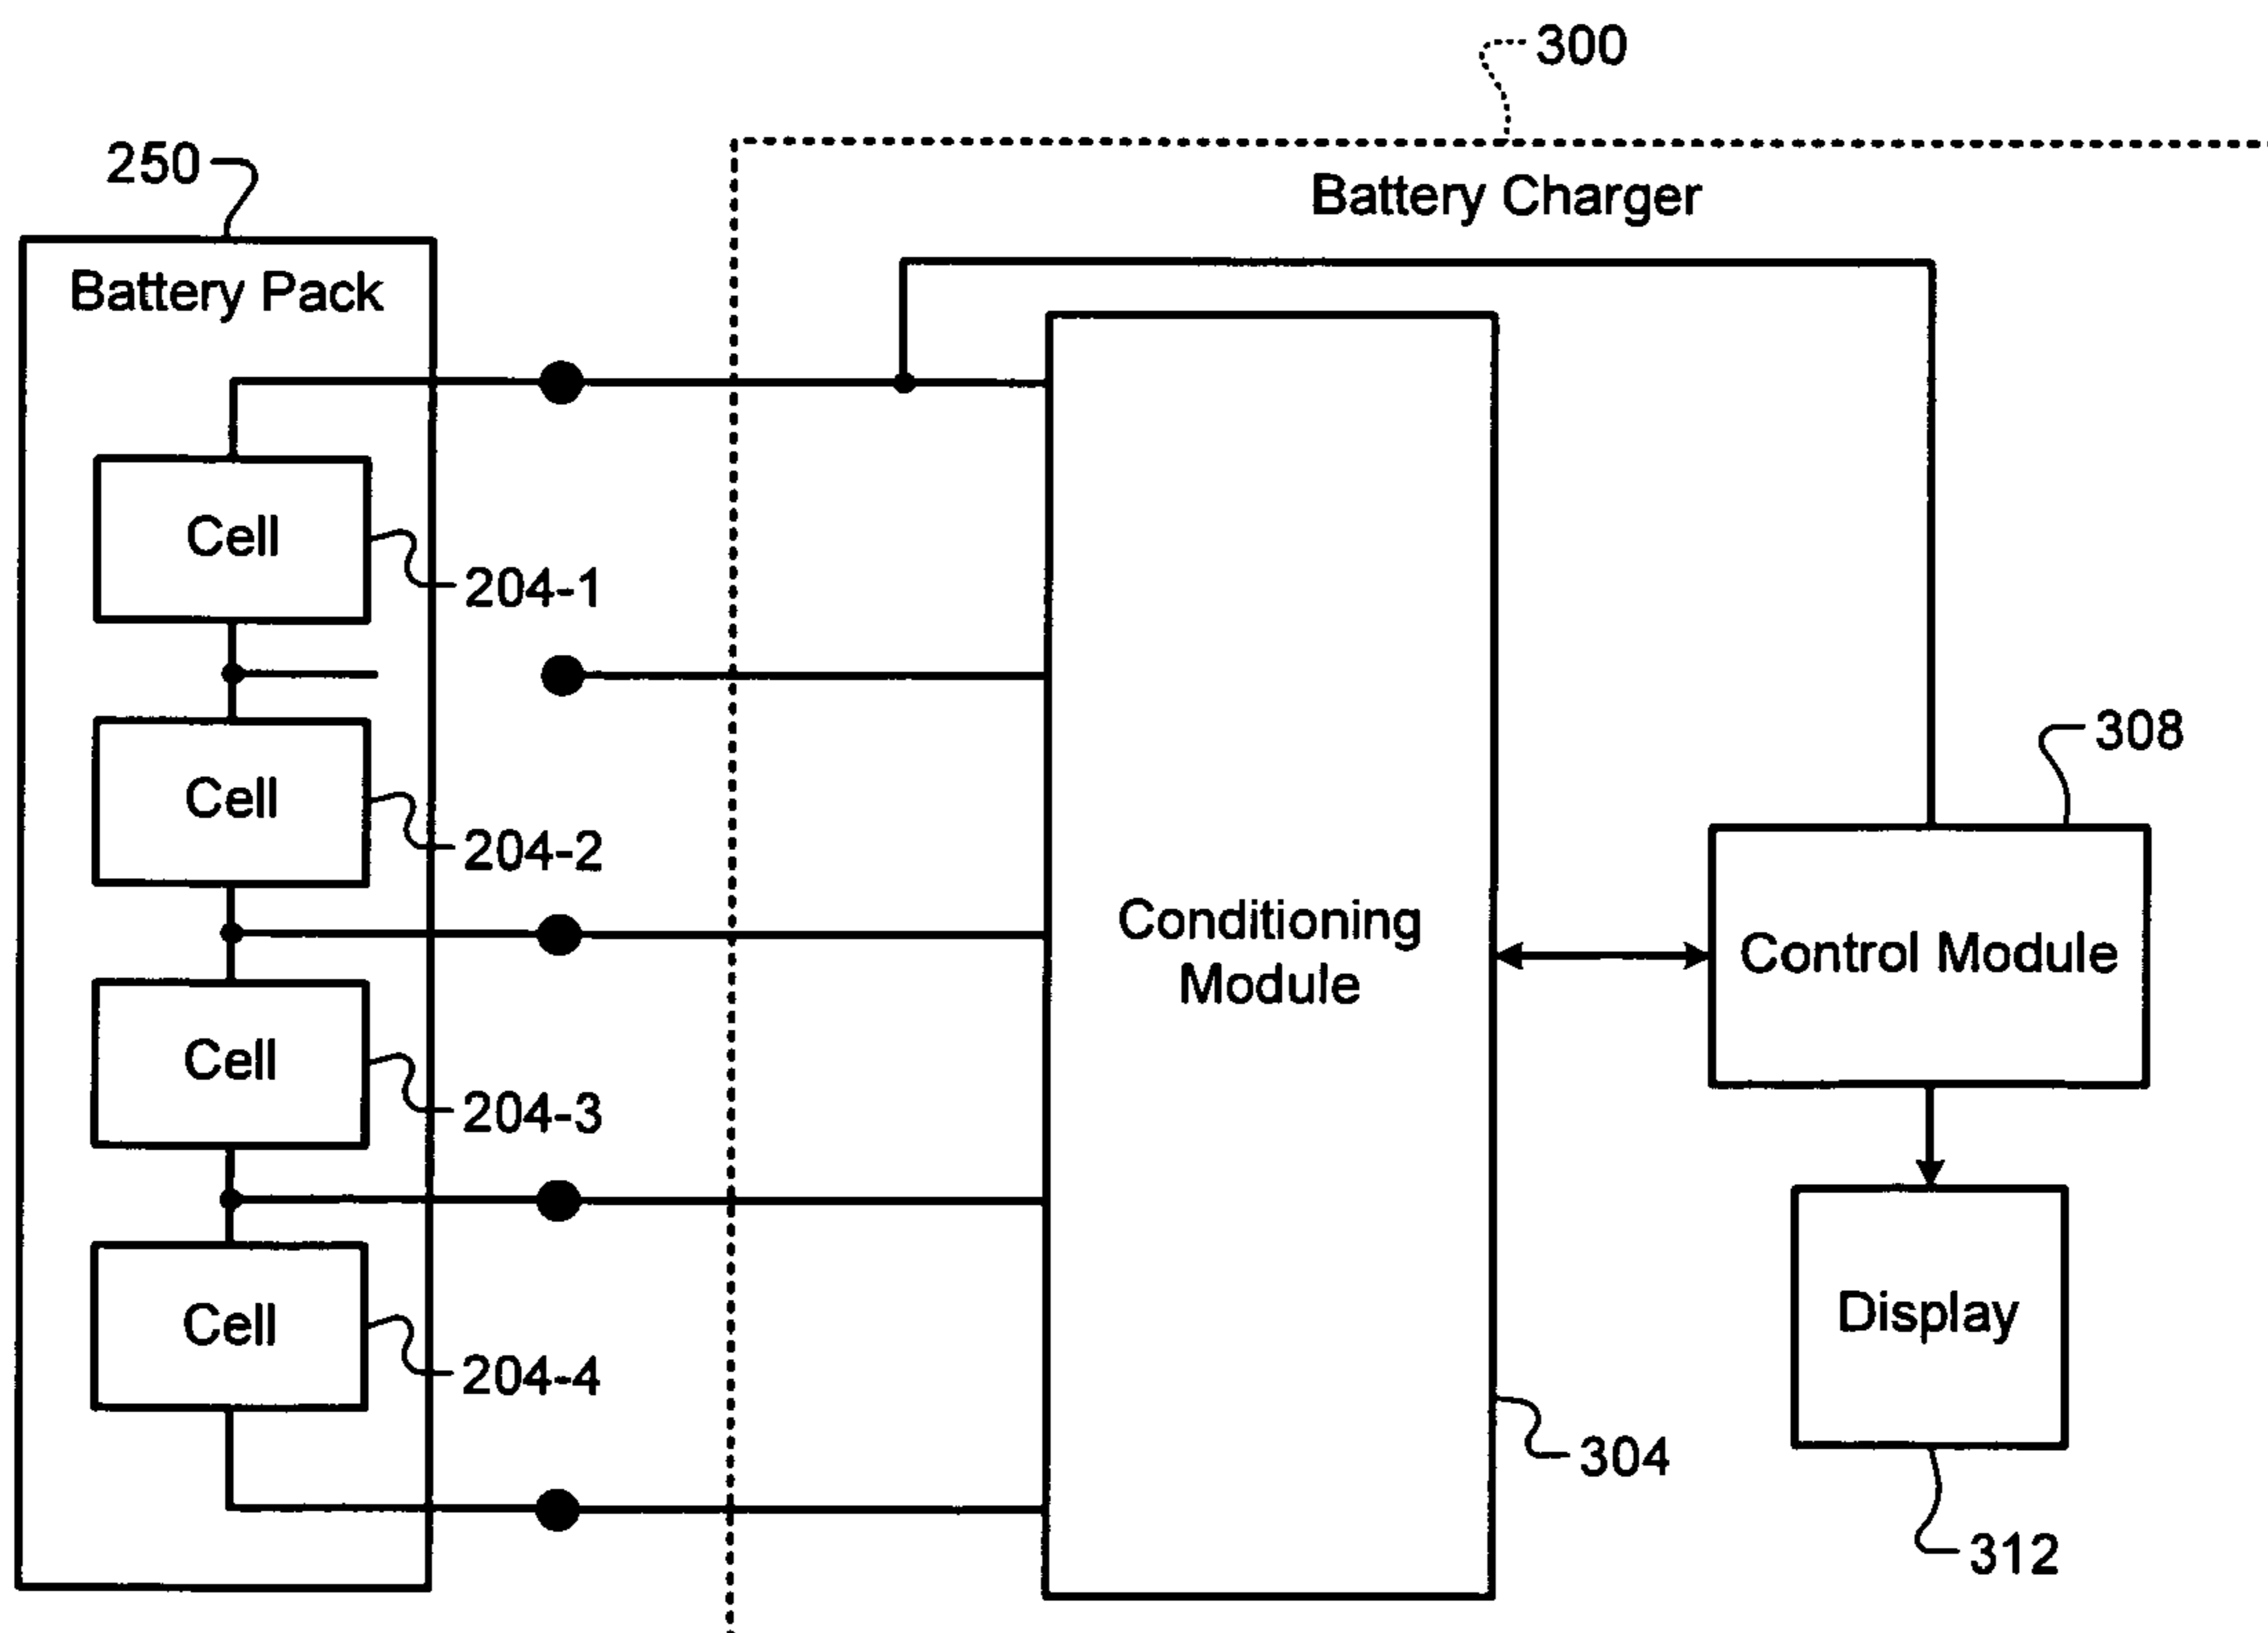 300
250
Battery Charger
Battery Pack
Cell
204-1
308
Cell
204-2
Conditioning
Module
Control Module
Cell
204-3
Display
Cell
204-4
304
312